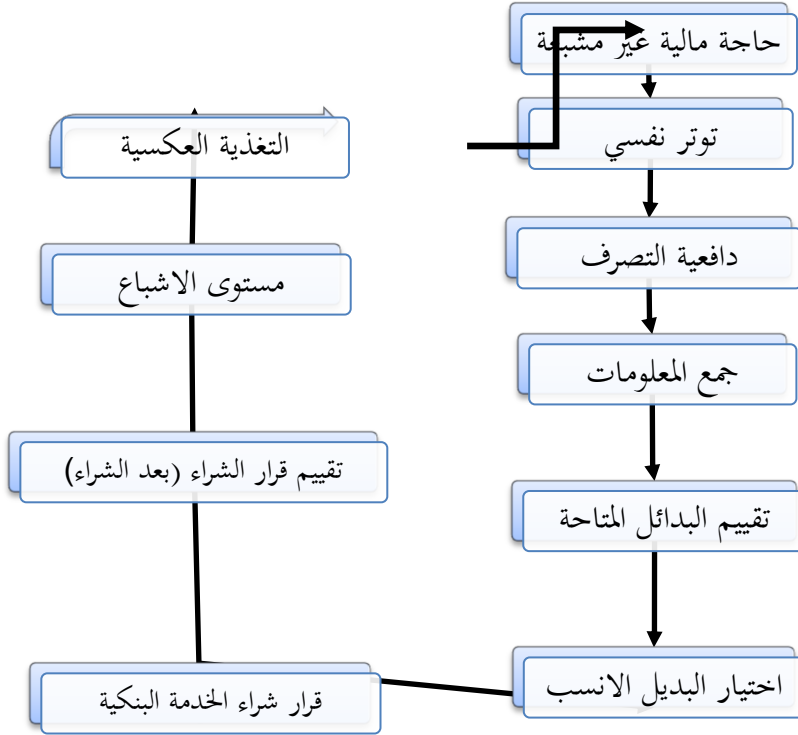 حاجة مالية غير مشبعة
توتر نفسي
دافعية التصرف
جمع المعلومات
تقييم البدائل المتاحة
اختيار البديل الانسب
قرار شراء الخدمة البنكية
تقييم قرار الشراء (بعد الشراء)
مستوى الاشباع
التغذية العكسية